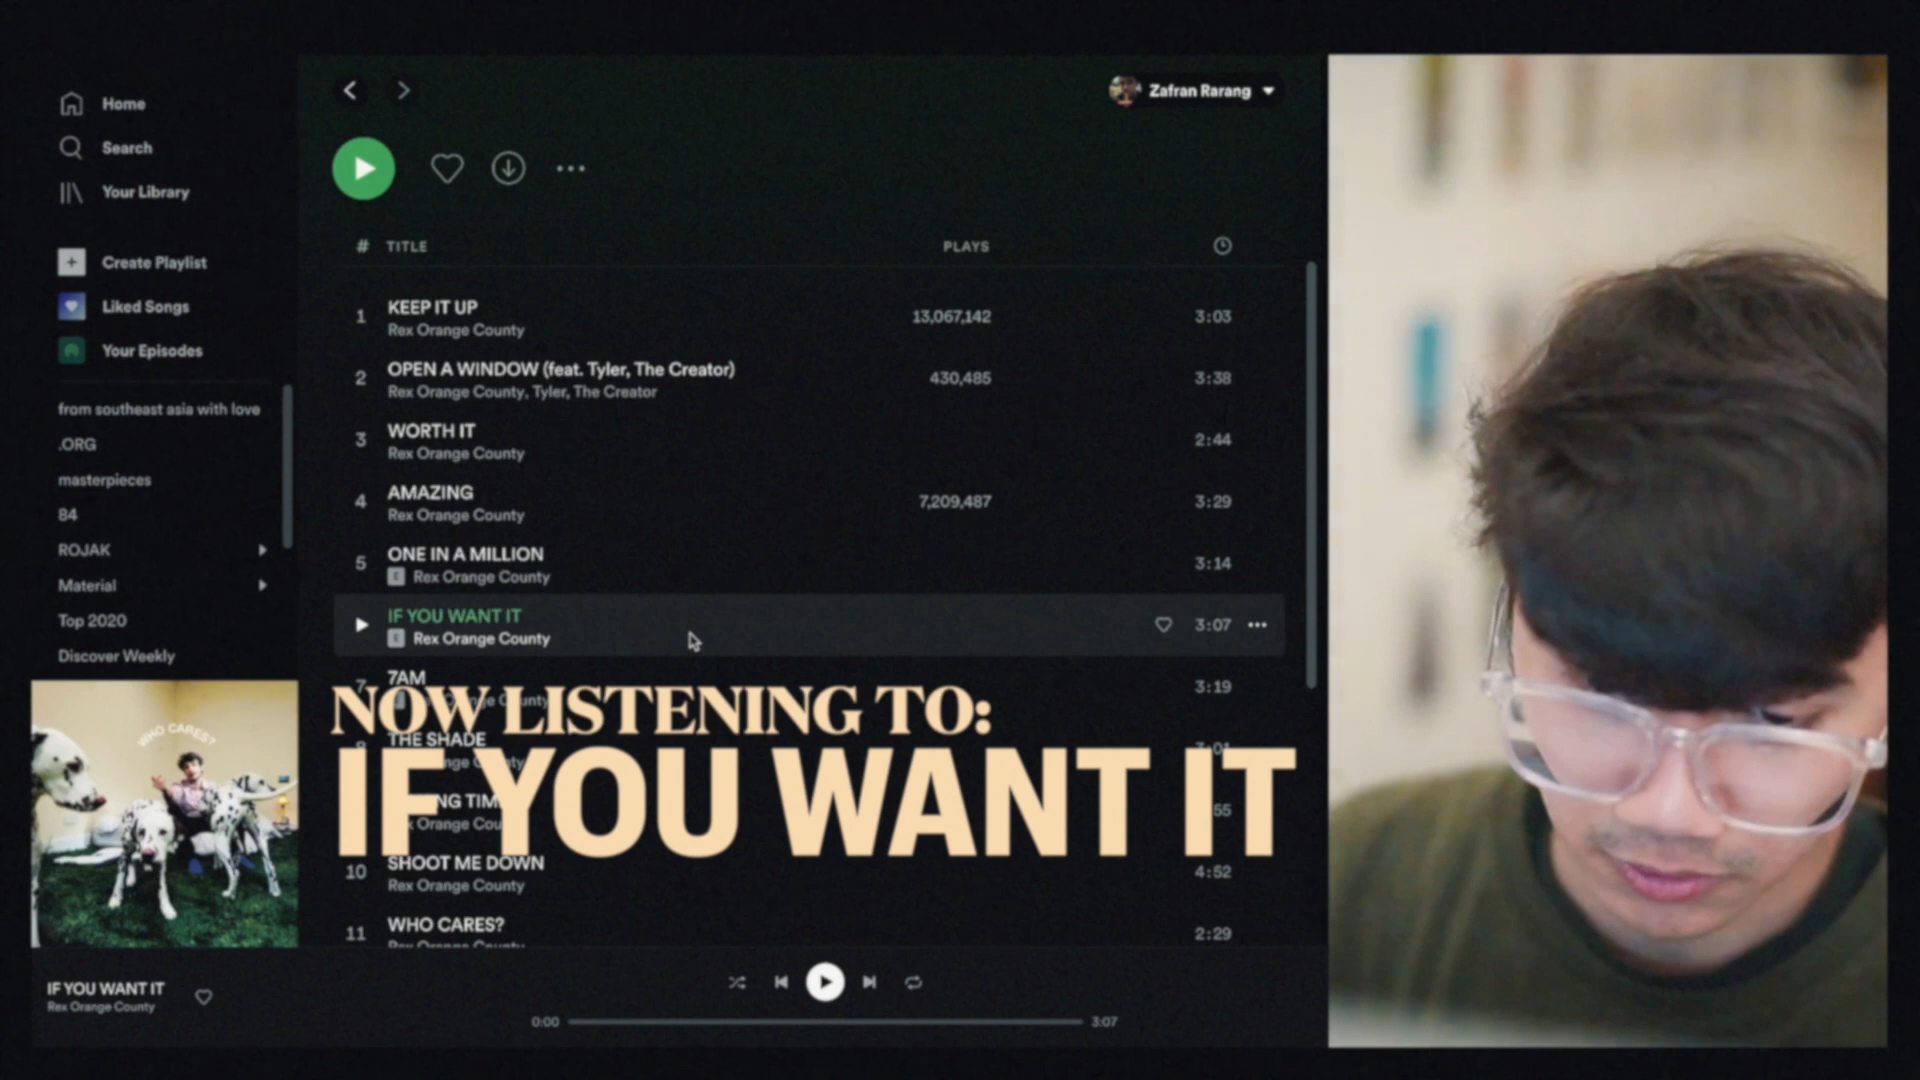 Home
Search
Your Library
Create Playlist
Liked Songs
Your Episodes
from southeast asia with love
.ORG
masterpieces
84
ROJAK
Material
Top 2020
Discover Weekly
WHO CARES?
IF YOU WANT IT
Rex Orange County
Zafran Rarang
# TITLE PLAYS
1 KEEP IT UP 13,067,142 3:03
Rex Orange County
2 OPEN A WINDOW (feat. Tyler, The Creator) 430,485 3:38
Rex Orange County, Tyler, The Creator
3 WORTH IT 2:44
Rex Orange County
4 AMAZING 7,209,487 3:29
Rex Orange County
5 ONE IN A MILLION 3:14
E Rex Orange County
IF YOU WANT IT 3:07
E Rex Orange County
7 7AM 3:19
NOW LISTENING TO:
THE SHADE
IF YOU WANT IT
10 SHOOT ME DOWN 4:52
Rex Orange County
11 WHO CARES? 2:29
Rex Orange County
0:00 3:07